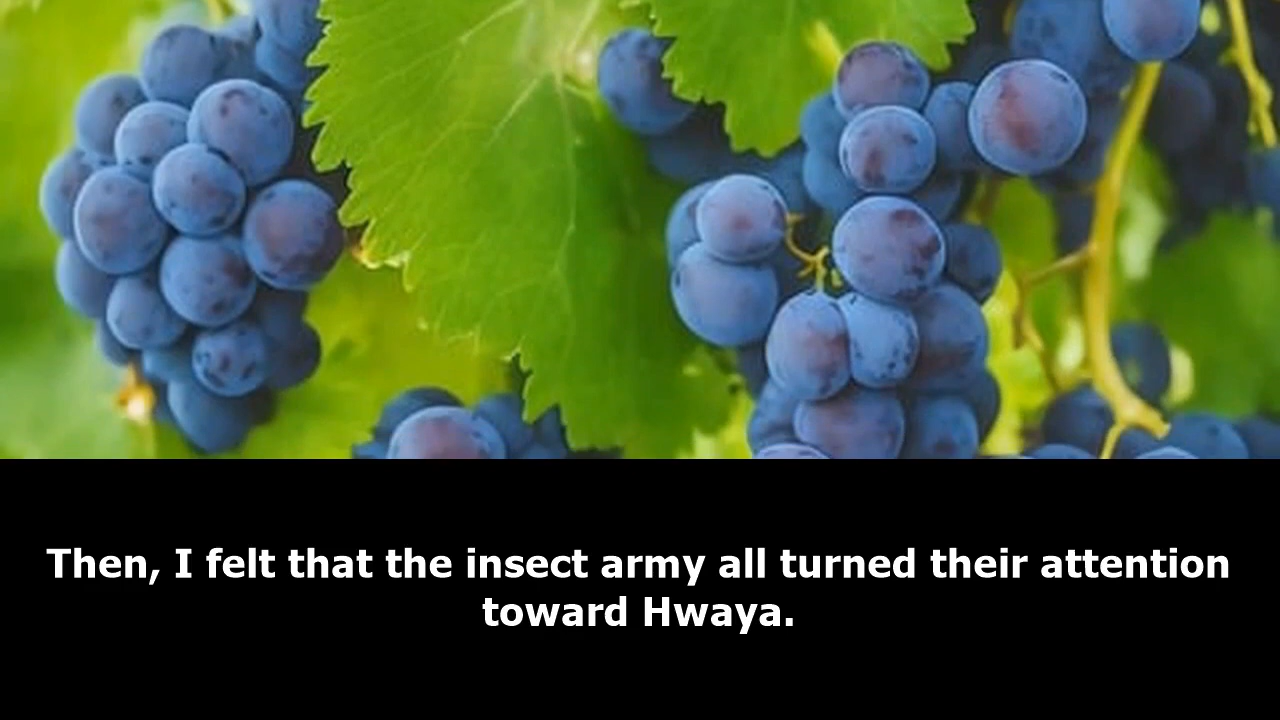 Then, I felt that the insect army all turned their attention
toward Hwaya.